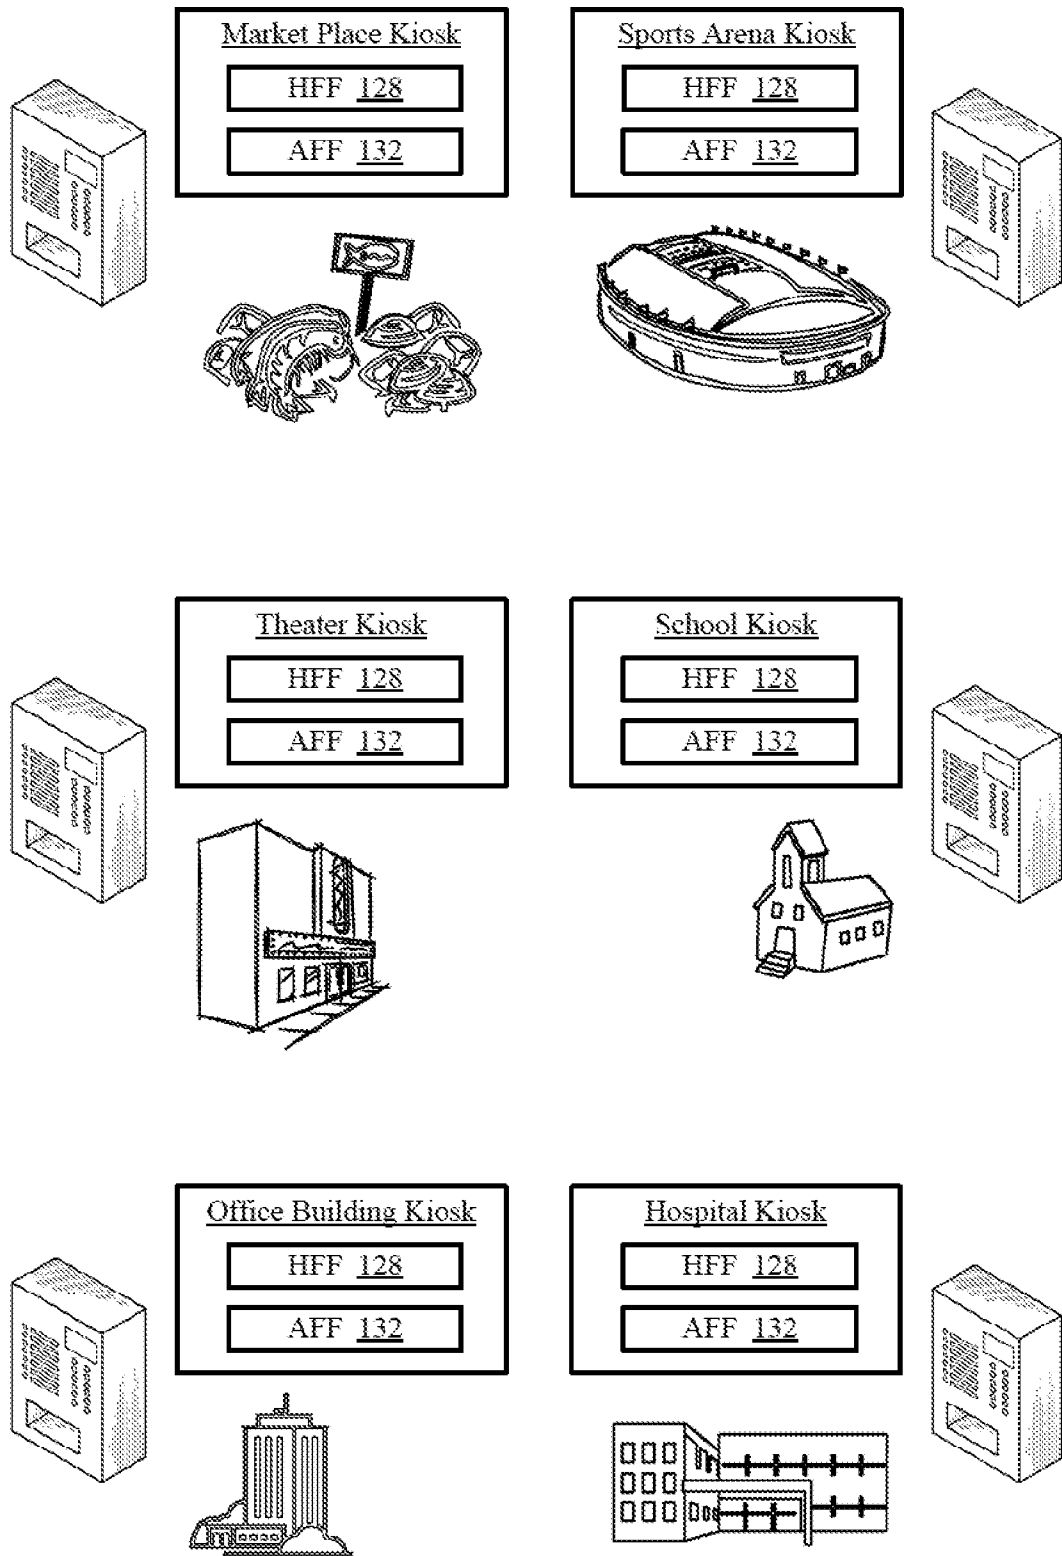 Market Place Kiosk
HFF 128
AFF 132
Sports Arena Kiosk
HFF 128
AFF 132
Theater Kiosk
HFF 128
AFF 132
School Kiosk
HFF 128
AFF 132
Office Building Kiosk
HFF 128
AFF 132
Hospital Kiosk
HFF 128
AFF 132